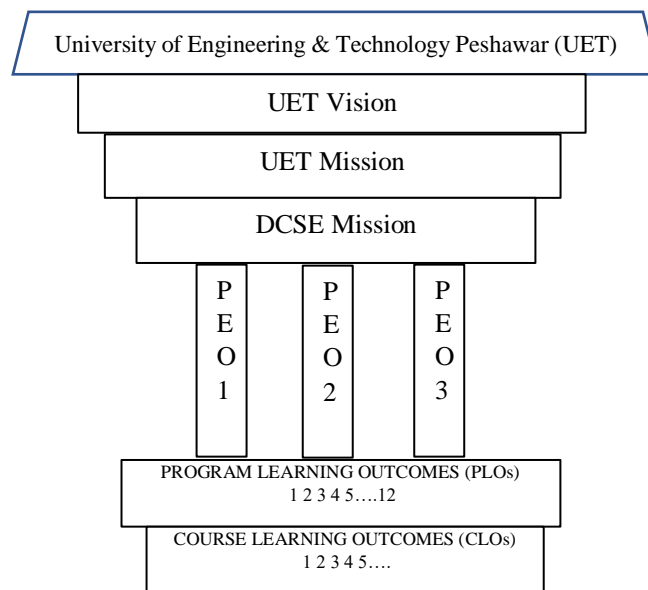 University of Engineering & Technology Peshawar (UET)
UET Vision
UET Mission
DCSE Mission
P
E
O
1
P
E
O
2
P
E
O
3
PROGRAM LEARNING OUTCOMES (PLOs)
1 2 3 4 5….12
COURSE LEARNING OUTCOMES (CLOs)
1 2 3 4 5….